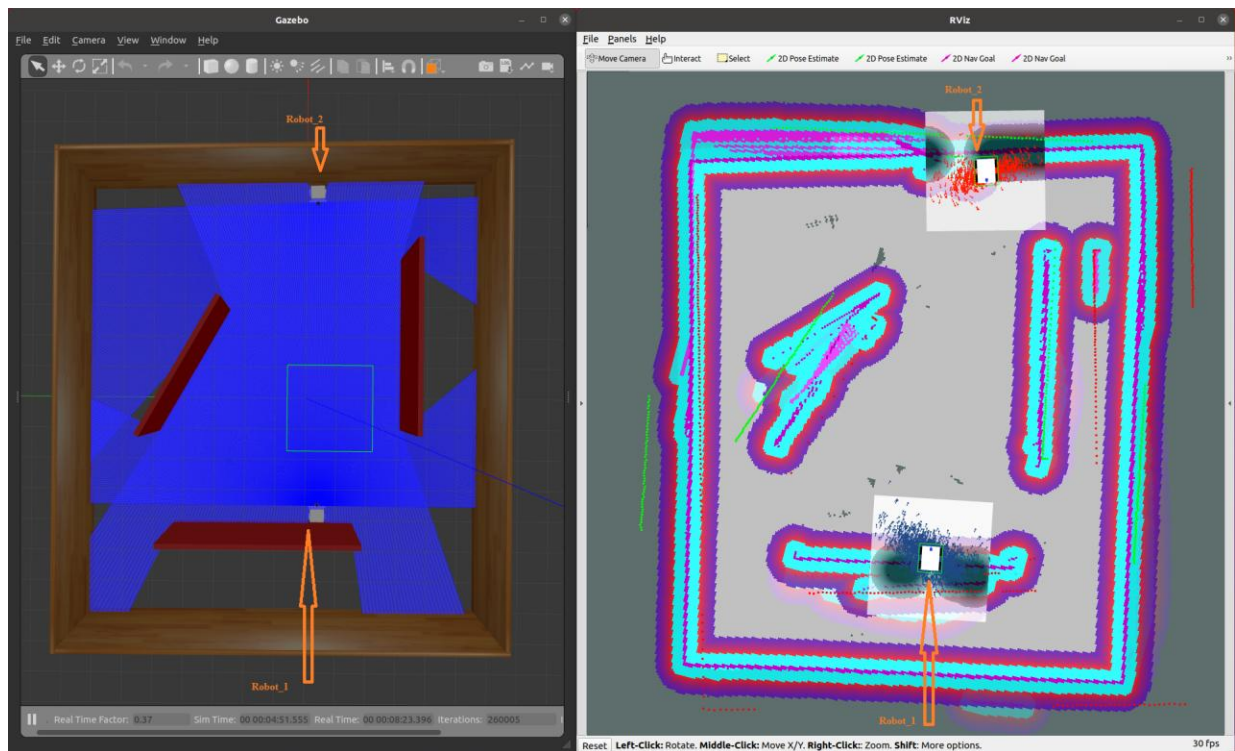 Gazebo
File Edit Camera View Window Help
Robot_2
Robot_1
Real Time Factor: 0.37 Sim Time: 00 00:04:51.555 Real Time: 00 00:08:23.396 Iterations: 260005
RViz
File Panels Help
Move Camera Interact Select 2D Pose Estimate 2D Pose Estimate 2D Nav Goal 2D Nav Goal
Robot_2
Robot_1
Reset Left-Click: Rotate. Middle-Click: Move X/Y. Right-Click:: Zoom. Shift: More options. 30 fps